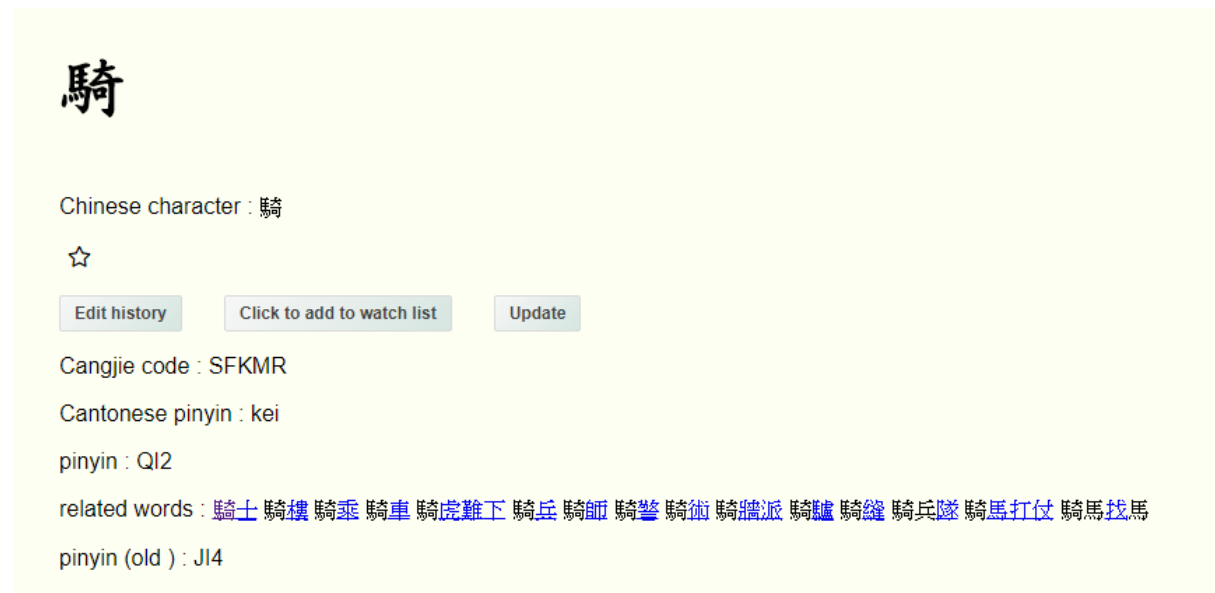 騎
Chinese character : 騎
☆
Edit history Click to add to watch list Update
Cangjie code : SFKMR
Cantonese pinyin : kei
pinyin : QI2
related words : 騎士 騎樓 騎乘 騎車 騎虎難下 騎兵 騎師 騎警 騎術 騎牆派 騎驢 騎縫 騎兵隊 騎馬打仗 騎馬找馬
pinyin (old ) : JI4